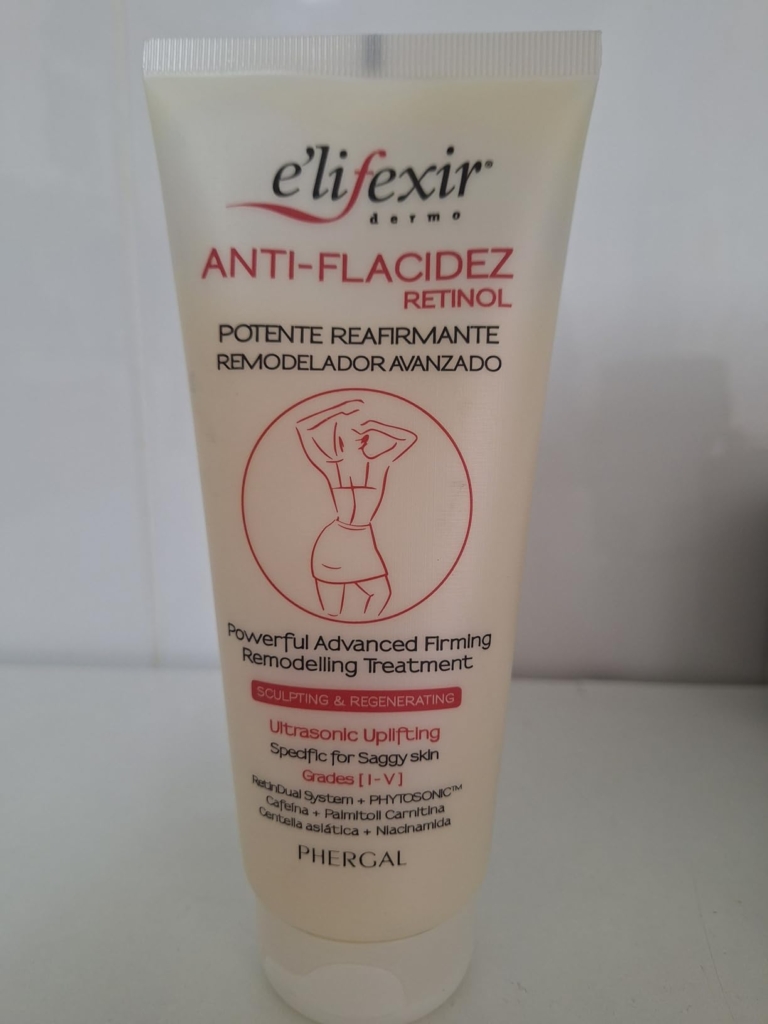 e'lifexir®
dermo
ANTI-FLACIDEZ
RETINOL
POTENTE REAFIRMANTE
REMODELADOR AVANZADO
Powerful Advanced Firming
Remodelling Treatment
SCULPTING & REGENERATING
Ultrasonic Uplifting
Specific for Saggy skin
Grades [I-V]
RetinDual System + PHYTOSONIC™
Cafeína + Palmitoil Carnitina
Centella asiática + Niacinamida
PHERGAL